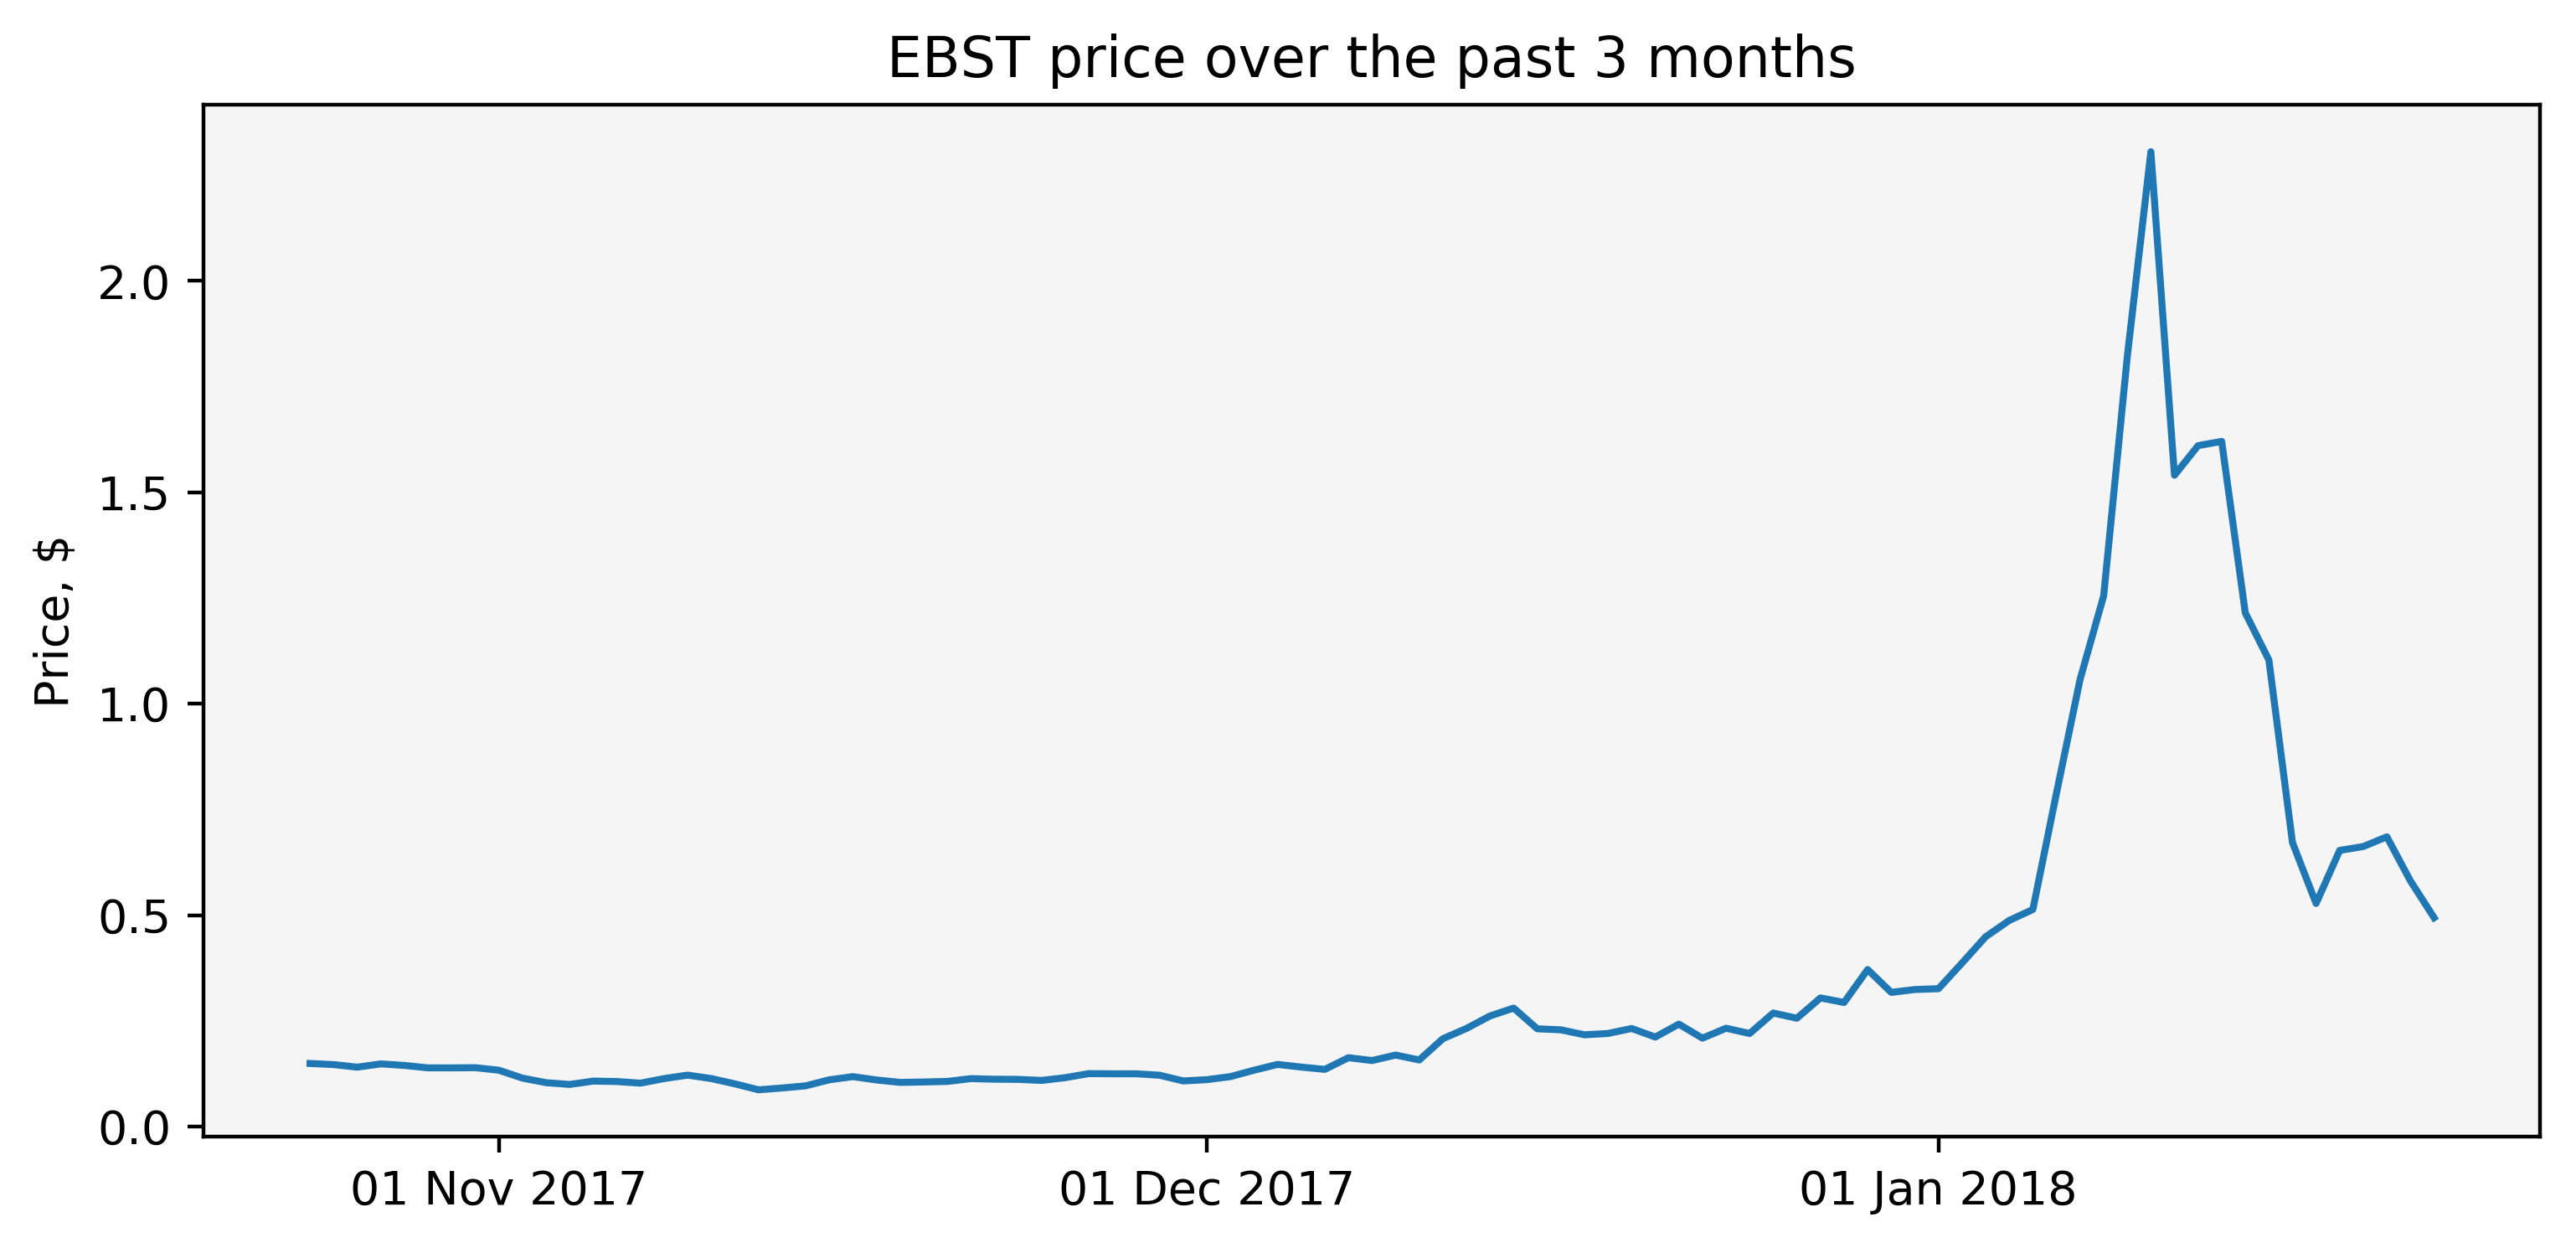 EBST price over the past 3 months
Price, $
2.0
1.5
1.0
0.5
0.0
01 Nov 2017
01 Dec 2017
01 Jan 2018